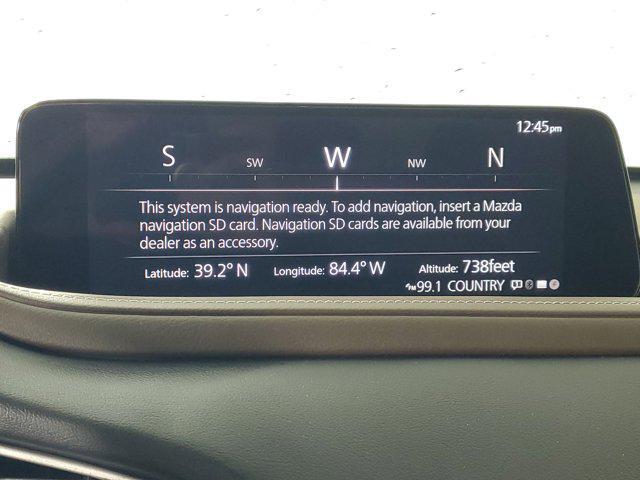 12:45pm
S SW W NW N
This system is navigation ready. To add navigation, insert a Mazda
navigation SD card. Navigation SD cards are available from your
dealer as an accessory.
Latitude: 39.2° N Longitude: 84.4° W Altitude: 738feet
FM 99.1 COUNTRY